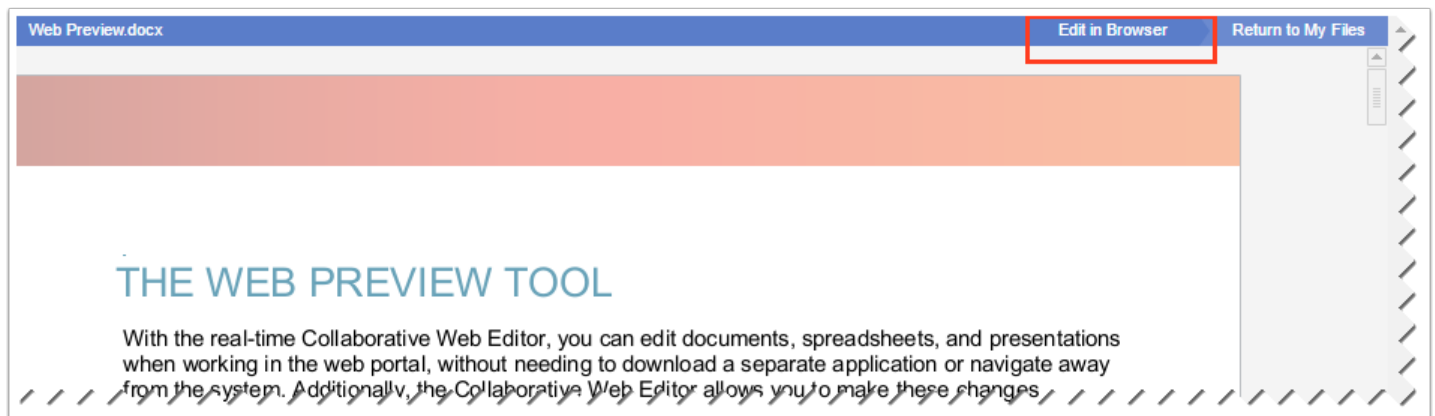 Web Preview.docx
Edit in Browser
Return to My Files
THE WEB PREVIEW TOOL
With the real-time Collaborative Web Editor, you can edit documents, spreadsheets, and presentations
when working in the web portal, without needing to download a separate application or navigate away
from the system. Additionally, the Collaborative Web Editor allows you to make these changes